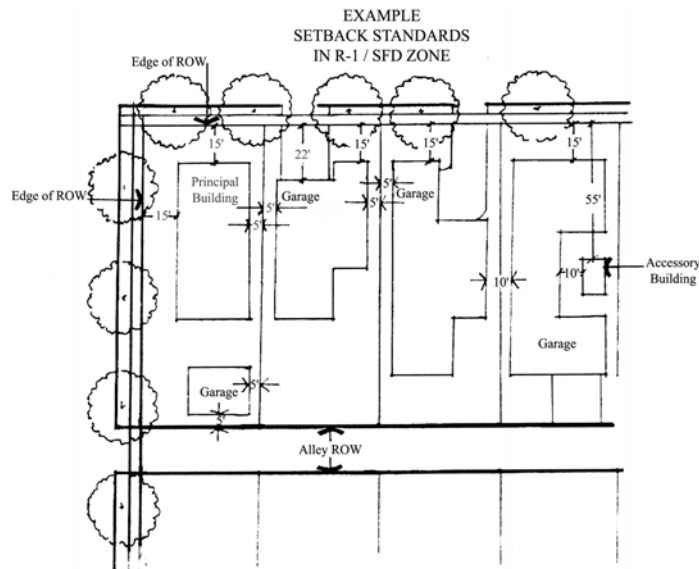 EXAMPLE
SETBACK STANDARDS
IN R-1 / SFD ZONE
Edge of ROW
15'
22'
15'
15'
15'
Principal
Building
Garage
5'
Garage
Edge of ROW
15'
5'
5'
5'
55'
Accessory
Building
10'
10'
Garage
Garage
5'
5'
Alley ROW